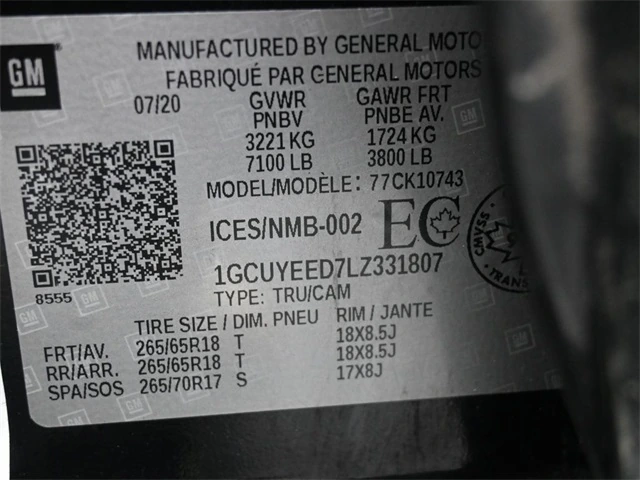 GM
MANUFACTURED BY GENERAL MOTO
FABRIQUÉ PAR GENERAL MOTORS
07/20 GVWR GAWR FRT
PNBV PNBE AV.
3221 KG 1724 KG
7100 LB 3800 LB
MODEL/MODÈLE: 77CK10743
ICES/NMB-002 EC
CMVSS
TRANS
8555
1GCUYEED7LZ331807
TYPE: TRU/CAM
TIRE SIZE / DIM. PNEU RIM / JANTE
FRT/AV. 265/65R18 T 18X8.5J
RR/ARR. 265/65R18 T 18X8.5J
SPA/SOS 265/70R17 S 17X8J